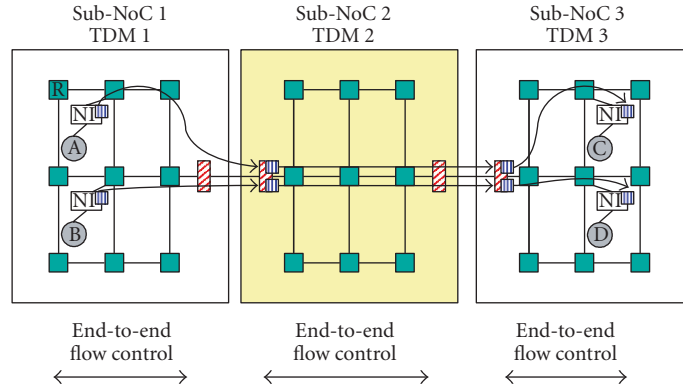 Sub-NoC 1
TDM 1
Sub-NoC 2
TDM 2
Sub-NoC 3
TDM 3
R
NI
A
NI
B
NI
C
NI
D
End-to-end
flow control
End-to-end
flow control
End-to-end
flow control